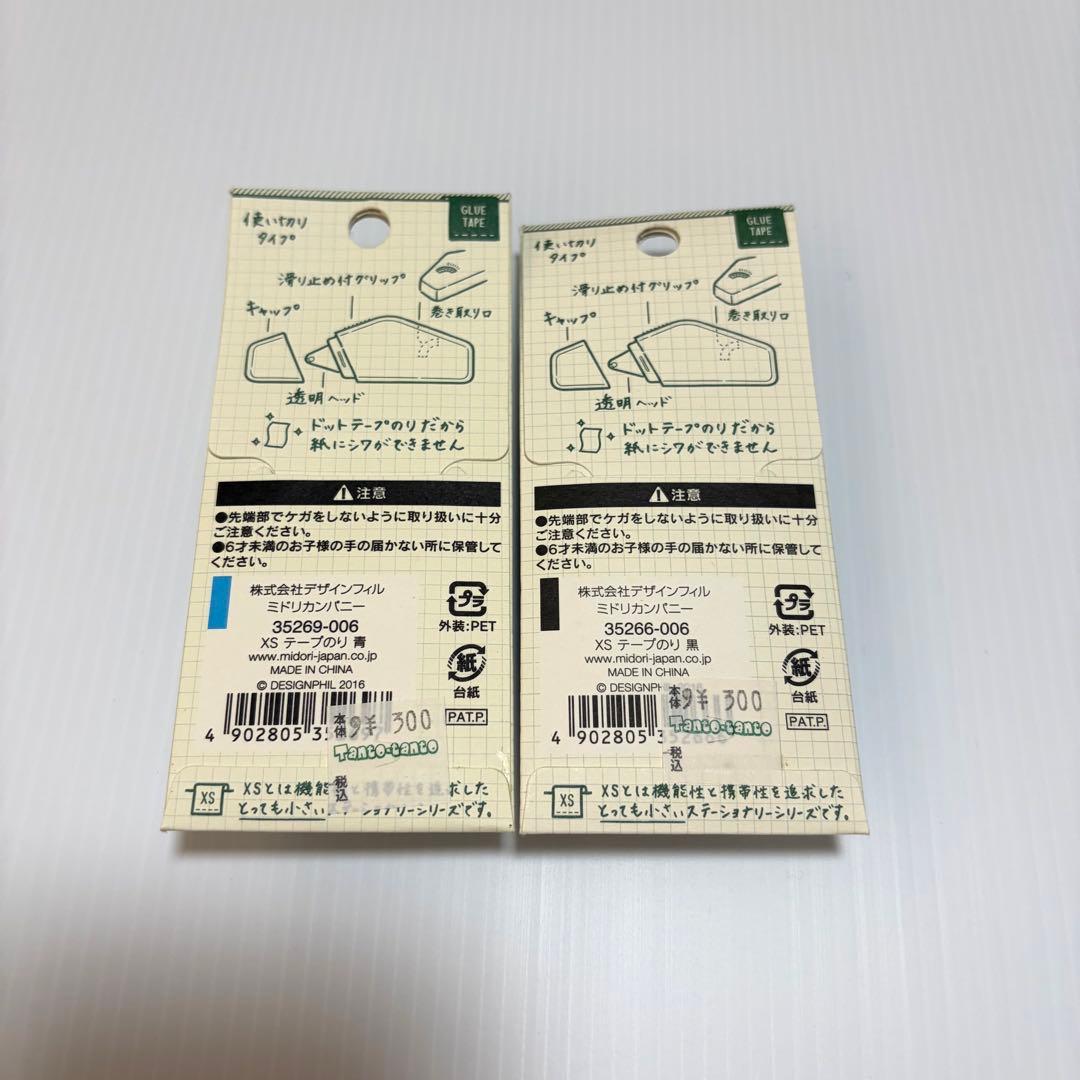 使い切り
タイプ
GLUE
TAPE
滑り止め付グリップ
キャップ
巻き取り口
透明ヘッド
ドットテープのりだから
紙にシワができません
注意
●先端部でケガをしないように取り扱いに十分
ご注意ください。
●6才未満のお子様の手の届かない所に保管して
ください。
株式会社デザインフィル
ミドリカンパニー
35269-006
XS テープのり 青
www.midori-japan.co.jp
MADE IN CHINA
© DESIGNPHIL 2016
プラ
外装:PET
紙
台紙
PAT.P.
4 902805
本体 ¥ 300
Tanto-tanto
税込
XS
XSとは機能性と携帯性を追求した
とっても小さいステーショナリーシリーズです。
使い切り
タイプ
GLUE
TAPE
滑り止め付グリップ
キャップ
巻き取り口
透明ヘッド
ドットテープのりだから
紙にシワができません
注意
●先端部でケガをしないように取り扱いに十分
ご注意ください。
●6才未満のお子様の手の届かない所に保管して
ください。
株式会社デザインフィル
ミドリカンパニー
35266-006
XS テープのり 黒
www.midori-japan.co.jp
MADE IN CHINA
© DESIGNPH
プラ
外装:PET
紙
台紙
PAT.P.
4 902805
本体 ¥ 300
Tanto-tanto
税込
XS
XSとは機能性と携帯性を追求した
とっても小さいステーショナリーシリーズです。